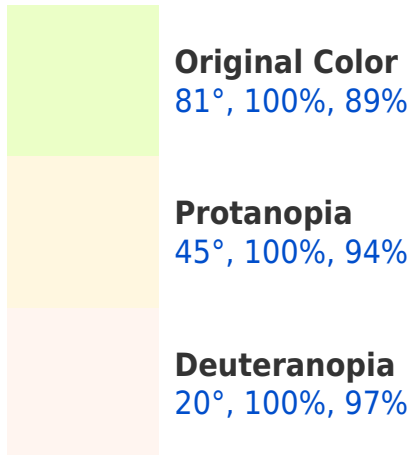 Original Color
81°, 100%, 89%
Protanopia
45°, 100%, 94%
Deuteranopia
20°, 100%, 97%